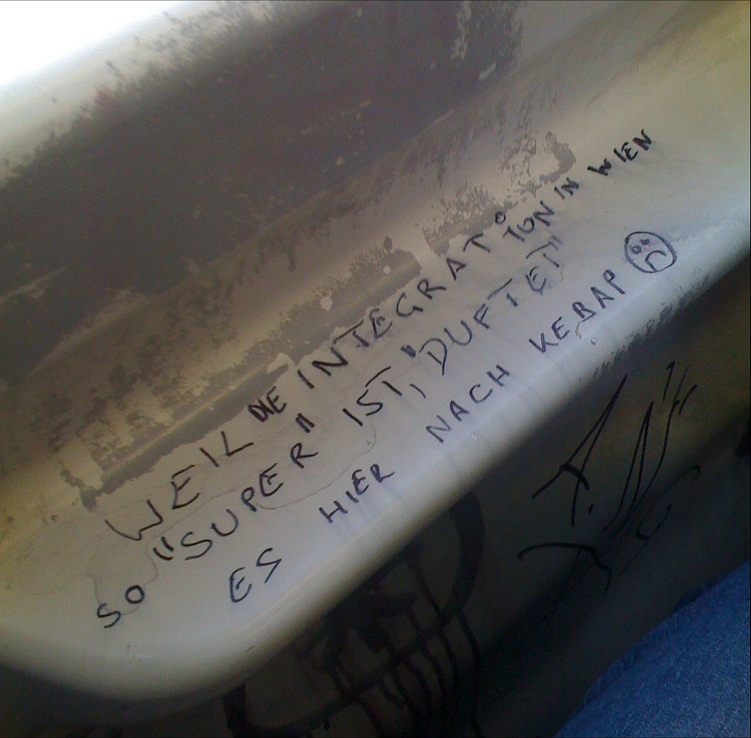 WEIL DIE INTEGRATION IN WIEN
SO "SUPER" IST, "DUFTET"
ES HIER NACH KEBAP